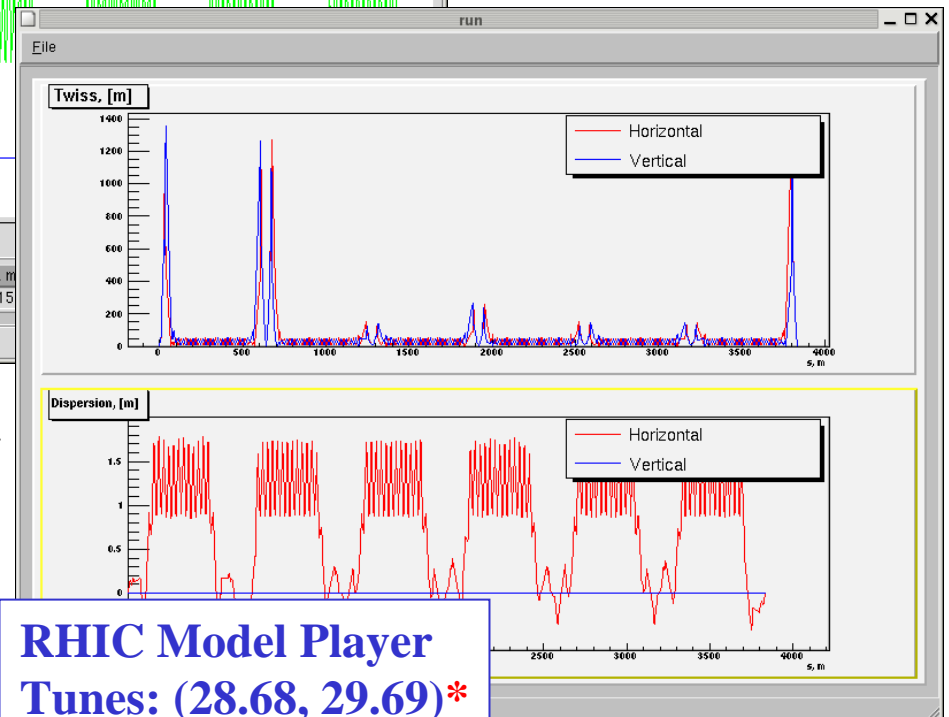 run
File
Twiss, [m]
1400
1200
1000
800
600
400
200
0
Horizontal
Vertical
0 500 1000 1500 2000 2500 3000 3500 4000
s, m
m
15
Dispersion, [m]
1.5
1
0.5
0
Horizontal
Vertical
2500 3000 3500 4000
s, m
RHIC Model Player
Tunes: (28.68, 29.69)*